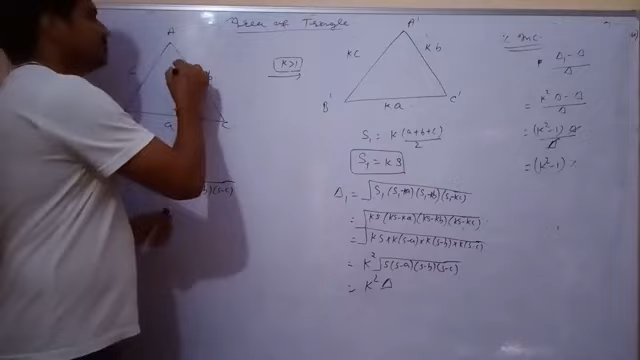 Area of Triangle
A
b
a
C
-b)(s-c)
K>1
A'
KC
Kb
B'
Ka
C'
S₁ = K (a+b+c)/2
S₁ = KS
Δ₁ = √S₁(S₁-Ka)(S₁-Kb)(S₁-Kc)
= √KS(KS-Ka)(KS-Kb)(KS-Kc)
= √KS×K(S-a)×K(S-b)×K(S-c)
= K²√S(S-a)(S-b)(S-c)
= K²Δ
% inc.
Δ₁-Δ/Δ
= K²Δ-Δ/Δ
= (K²-1)Δ/Δ
= (K²-1)